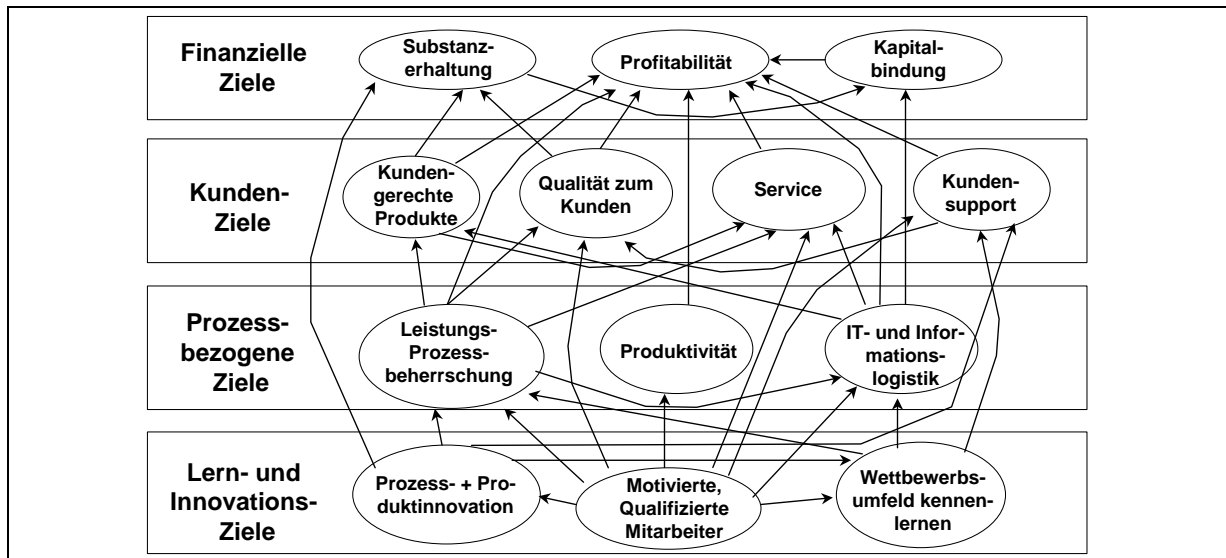 Finanzielle
Ziele
Substanz-
erhaltung
Profitabilität
Kapital-
bindung
Kunden-
Ziele
Kunden-
gerechte
Produkte
Qualität zum
Kunden
Service
Kunden-
support
Prozess-
bezogene
Ziele
Leistungs-
Prozess-
beherrschung
Produktivität
IT- und Infor-
mations-
logistik
Lern- und
Innovations-
Ziele
Prozess- + Pro-
duktinnovation
Motivierte,
Qualifizierte
Mitarbeiter
Wettbewerbs-
umfeld kennen-
lernen